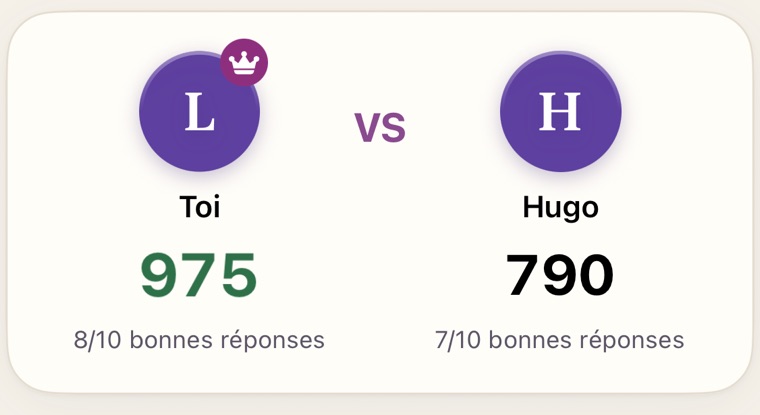 L
VS
H
Toi
Hugo
975
790
8/10 bonnes réponses
7/10 bonnes réponses